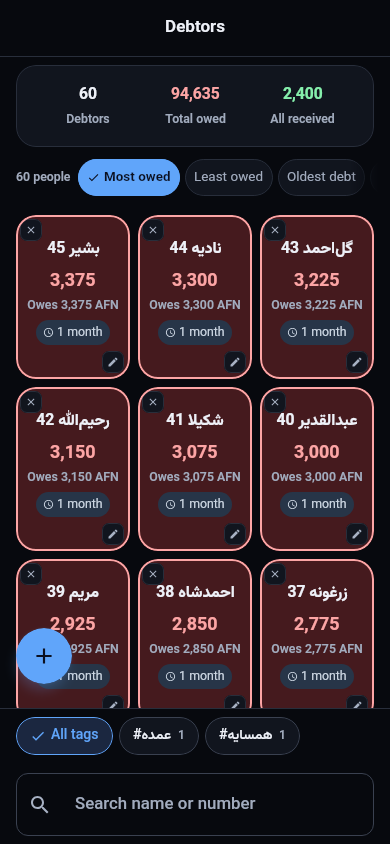 Debtors
60 94,635 2,400
Debtors Total owed All received
60 people Most owed Least owed Oldest debt
بشیر 45 نادیه 44 گل‌احمد 43
3,375 3,300 3,225
Owes 3,375 AFN Owes 3,300 AFN Owes 3,225 AFN
1 month 1 month 1 month
رحیم‌الله 42 شکیلا 41 عبدالقدیر 40
3,150 3,075 3,000
Owes 3,150 AFN Owes 3,075 AFN Owes 3,000 AFN
1 month 1 month 1 month
مریم 39 احمدشاه 38 زرغونه 37
2,925 2,850 2,775
925 AFN Owes 2,850 AFN Owes 2,775 AFN
1 month 1 month 1 month
All tags #عمده 1 #همسایه 1
Search name or number